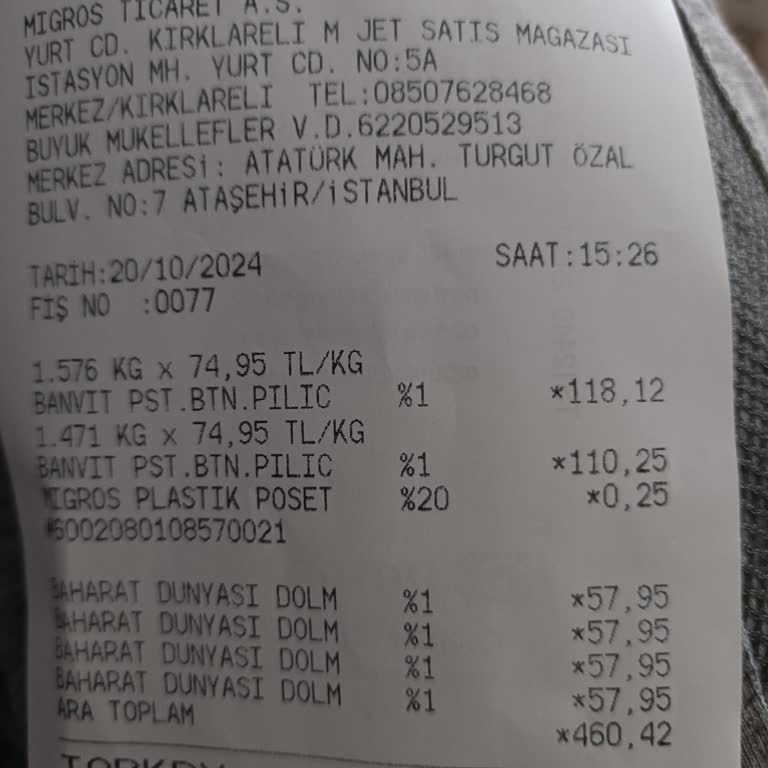 MIGROS TICARET A.S.
YURT CD. KIRKLARELI M JET SATIS MAGAZASI
ISTASYON MH. YURT CD. NO:5A
MERKEZ/KIRKLARELI TEL:08507628468
BUYUK MUKELLEFLER V.D.6220529513
MERKEZ ADRESİ: ATATÜRK MAH. TURGUT ÖZAL
BULV. NO:7 ATAŞEHİR/İSTANBUL
TARİH:20/10/2024 SAAT:15:26
FİŞ NO :0077
1.576 KG x 74,95 TL/KG
BANVIT PST.BTN.PILIC %1 *118,12
1.471 KG x 74,95 TL/KG
BANVIT PST.BTN.PILIC %1 *110,25
MIGROS PLASTIK POSET %20 *0,25
#6002080108570021
BAHARAT DUNYASI DOLM %1 *57,95
BAHARAT DUNYASI DOLM %1 *57,95
BAHARAT DUNYASI DOLM %1 *57,95
BAHARAT DUNYASI DOLM %1 *57,95
ARA TOPLAM *460,42